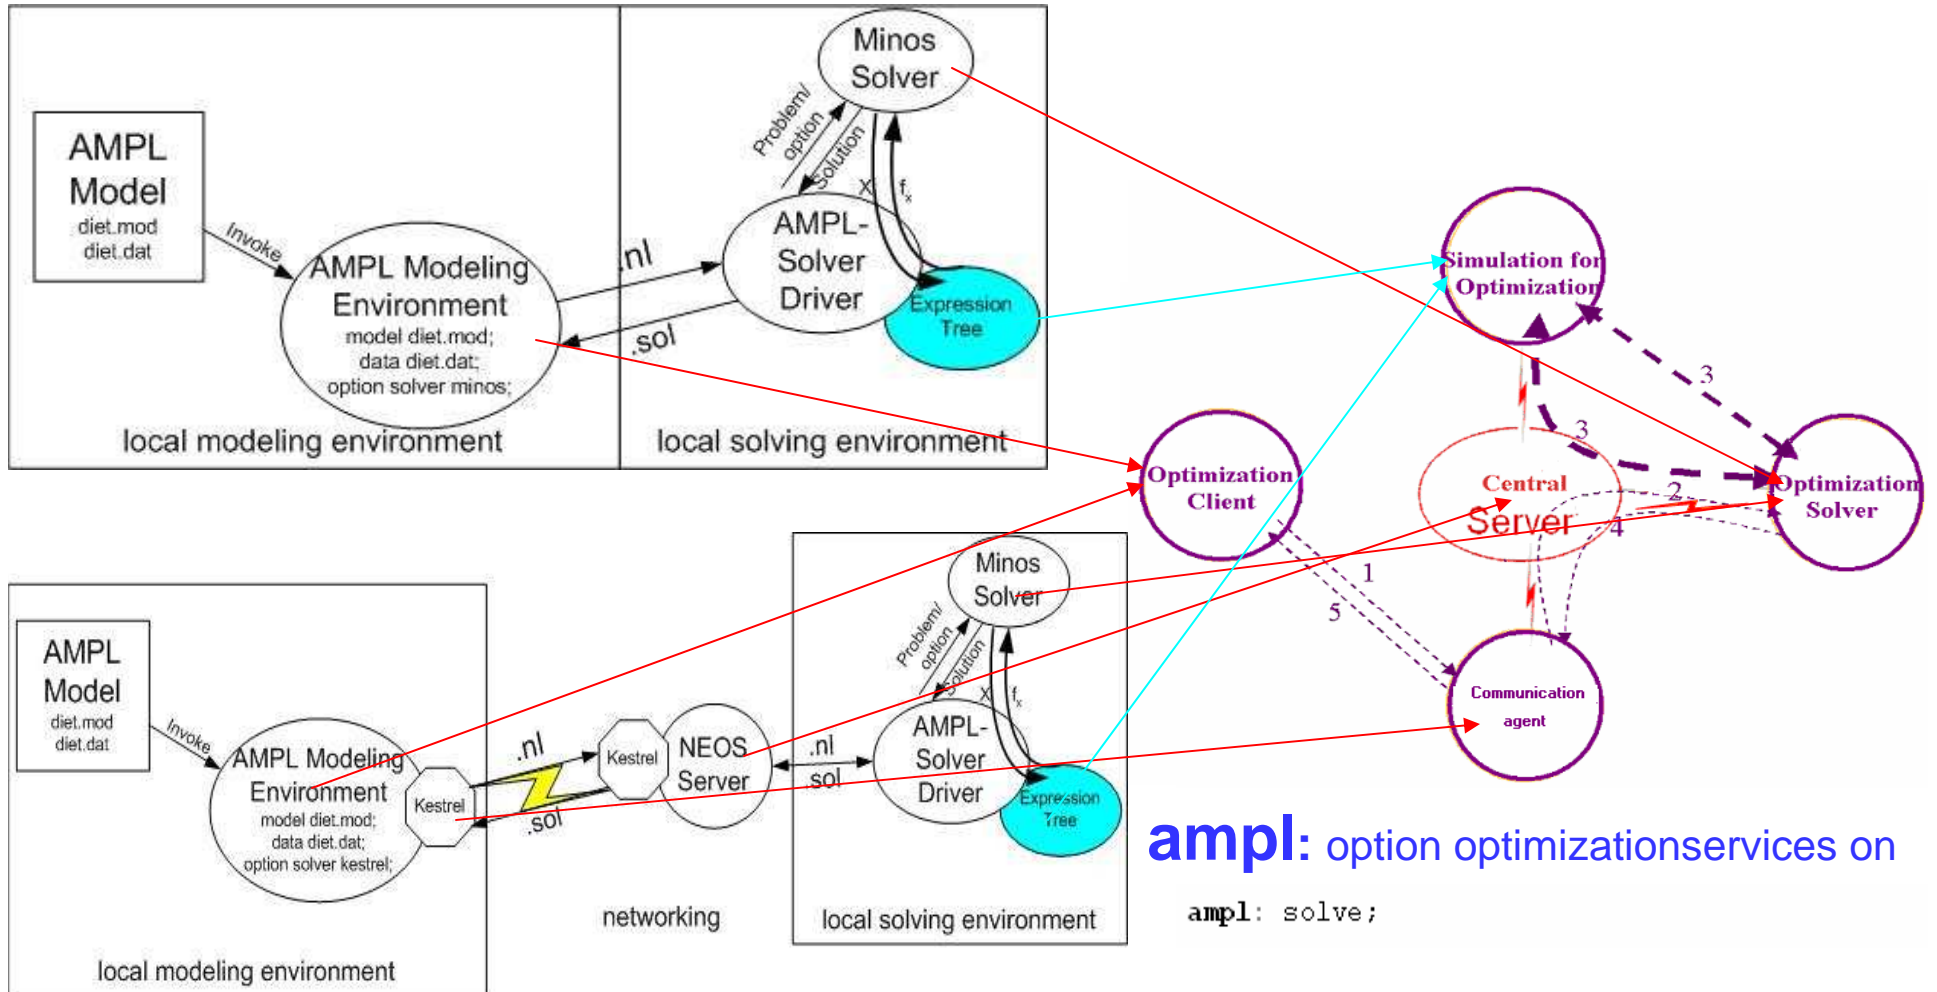 AMPL
Model
diet.mod
diet.dat
Invoke
AMPL Modeling
Environment
model diet.mod;
data diet.dat;
option solver minos;
local modeling environment
.nl
.sol
Minos
Solver
Problem/
option
Solution
X
fx
AMPL-
Solver
Driver
Expression
Tree
local solving environment
Simulation for
Optimization
3
3
Optimization
Client
Central
Server
2
4
Optimization
Solver
1
5
Communication
agent
AMPL
Model
diet.mod
diet.dat
Invoke
AMPL Modeling
Environment
model diet.mod;
data diet.dat;
option solver kestrel;
Kestrel
local modeling environment
.nl
.sol
Kestrel
NEOS
Server
networking
.nl
.sol
Minos
Solver
Problem/
option
Solution
X
fx
AMPL-
Solver
Driver
Expression
Tree
local solving environment
ampl: option optimizationservices on
ampl: solve;